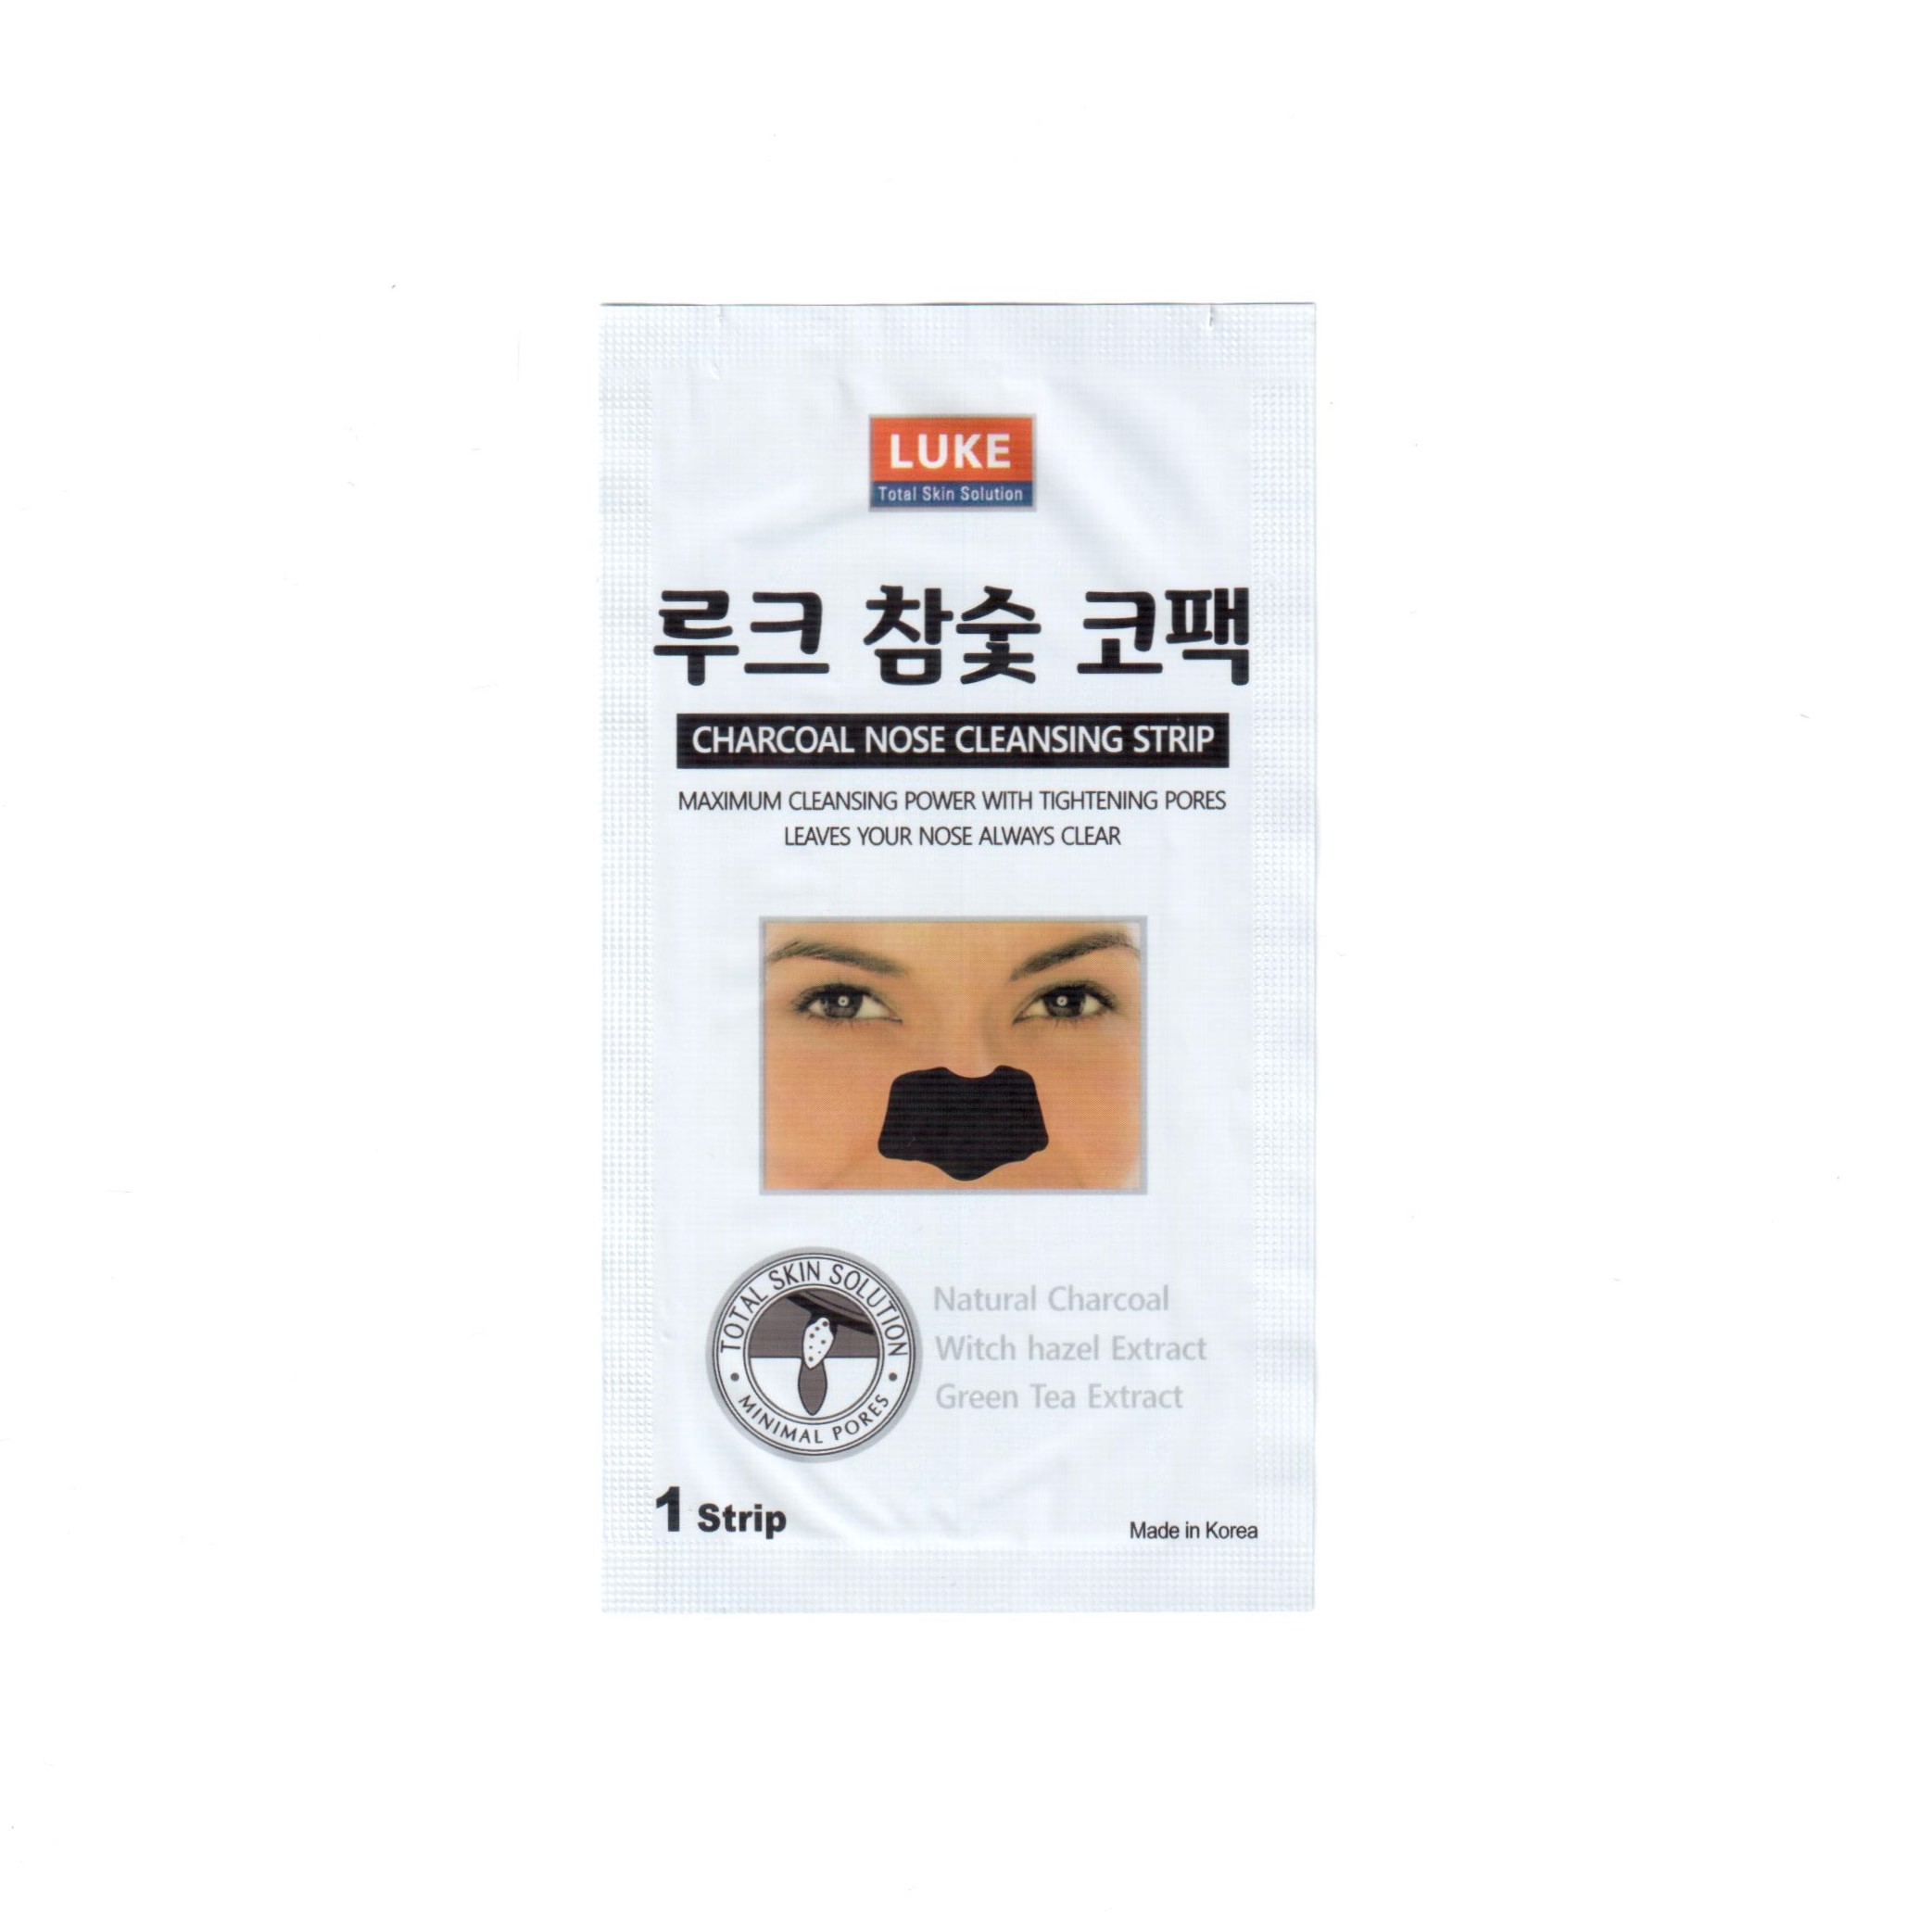 LUKE
Total Skin Solution
루크 참숯 코팩
CHARCOAL NOSE CLEANSING STRIP
MAXIMUM CLEANSING POWER WITH TIGHTENING PORES
LEAVES YOUR NOSE ALWAYS CLEAR
TOTAL SKIN SOLUTION
• MINIMAL PORES •
Natural Charcoal
Witch hazel Extract
Green Tea Extract
1 Strip
Made in Korea